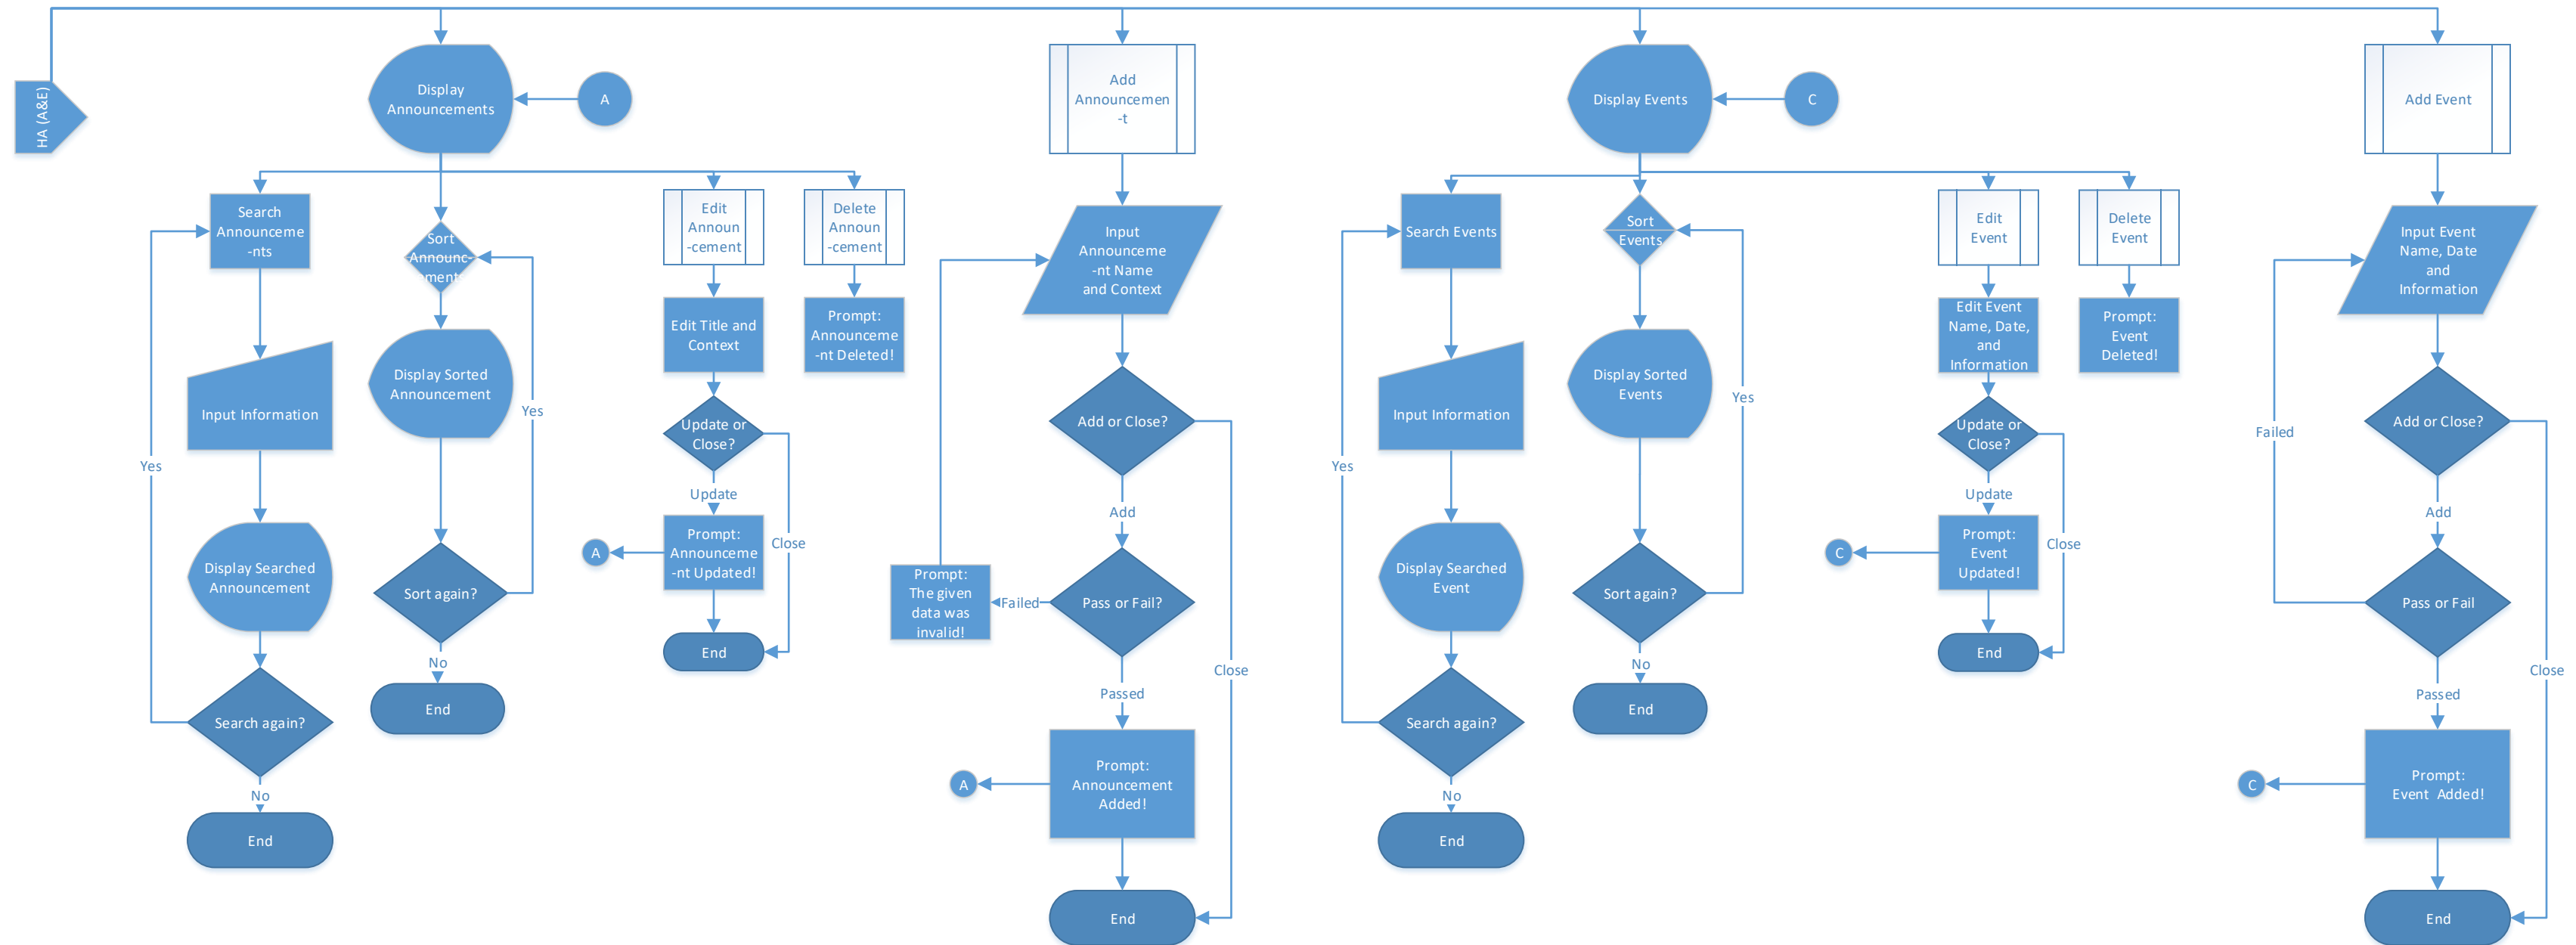 HA (A&E)
Display
Announcements
A
Add
Announcemen
-t
Display Events
C
Add Event
Search
Announceme
-nts
Sort
Announc-
ement
Edit
Announ
-cement
Delete
Announ
-cement
Input
Announceme
-nt Name
and Context
Search Events
Sort
Events
Edit
Event
Delete
Event
Input Event
Name, Date
and
Information
Edit Title and
Context
Prompt:
Announceme
-nt Deleted!
Edit Event
Name, Date,
and
Information
Prompt:
Event
Deleted!
Input Information
Display Sorted
Announcement
Yes
Yes
Update or
Close?
Update
Close
Add or Close?
Add
Input Information
Display Sorted
Events
Yes
Yes
Update or
Close?
Update
Close
Failed
Add or Close?
Add
Display Searched
Announcement
Sort again?
No
End
A
Prompt:
Announceme
-nt Updated!
End
Prompt:
The given
data was
invalid!
Failed
Pass or Fail?
Passed
Close
Display Searched
Event
Sort again?
No
End
C
Prompt:
Event
Updated!
End
Pass or Fail
Passed
Close
Search again?
No
End
A
Prompt:
Announcement
Added!
End
Search again?
No
End
C
Prompt:
Event  Added!
End